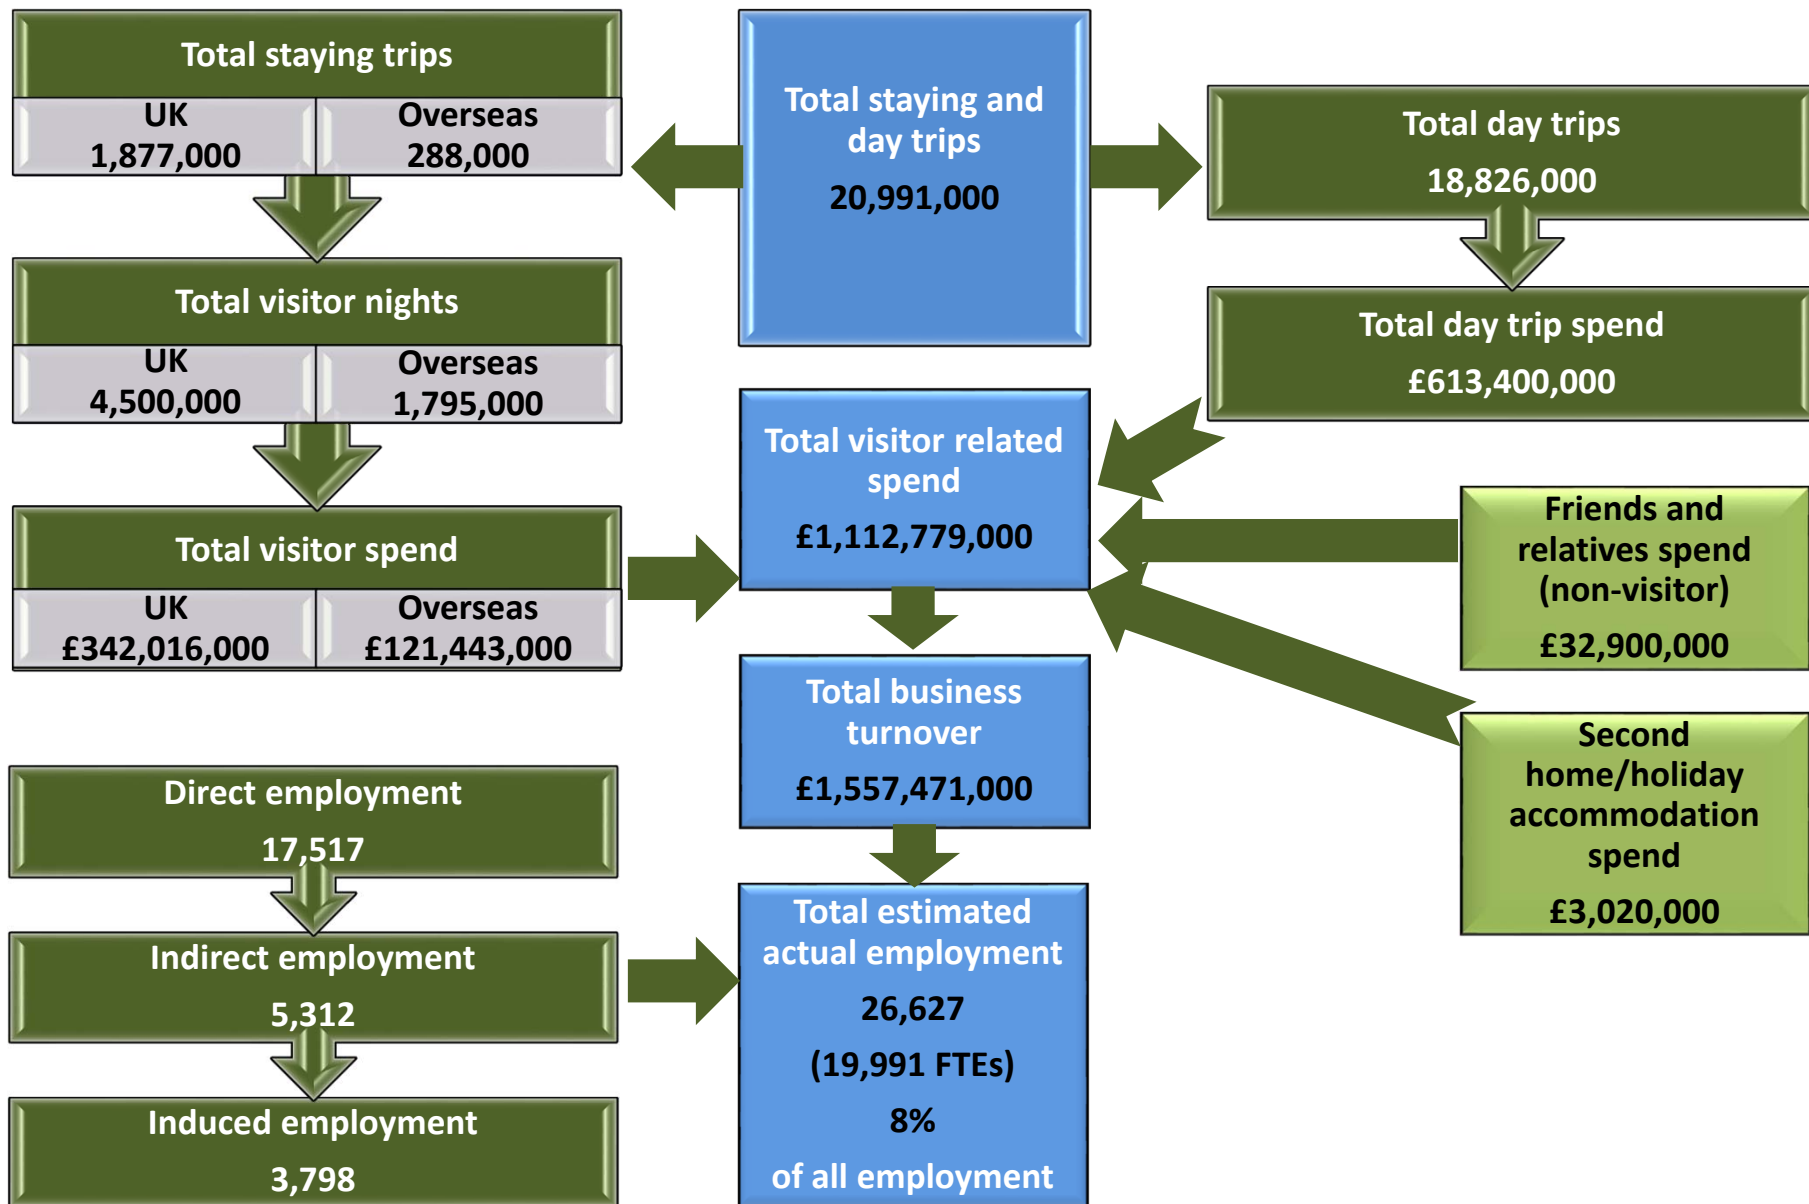 Total staying trips
UK
1,877,000
Overseas
288,000
Total visitor nights
UK
4,500,000
Overseas
1,795,000
Total visitor spend
UK
£342,016,000
Overseas
£121,443,000
Direct employment
17,517
Indirect employment
5,312
Induced employment
3,798
Total staying and
day trips
20,991,000
Total visitor related
spend
£1,112,779,000
Total business
turnover
£1,557,471,000
Total estimated
actual employment
26,627
(19,991 FTEs)
8%
of all employment
Total day trips
18,826,000
Total day trip spend
£613,400,000
Friends and
relatives spend
(non-visitor)
£32,900,000
Second
home/holiday
accommodation
spend
£3,020,000